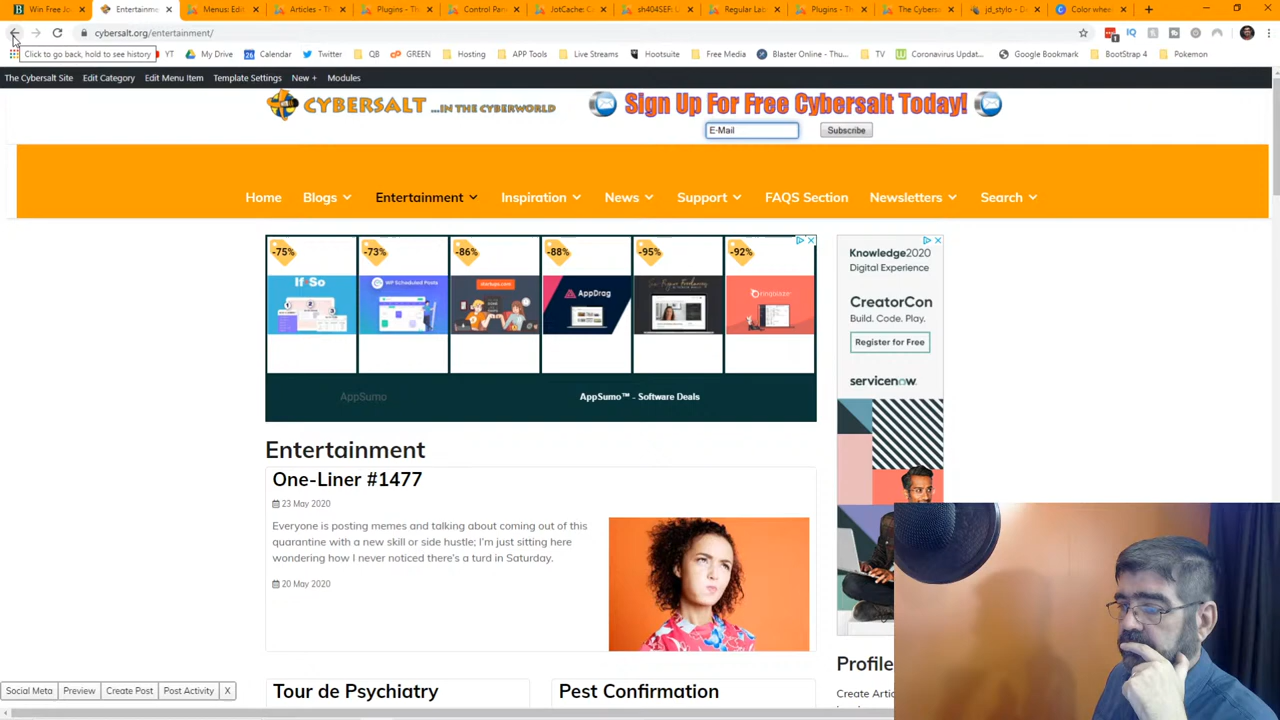 Win Free Jo
Entertainme
Menus: Edit
Articles - Th
Plugins - Th
Control Pan
JotCache: C
sh404SEF:
Regular Lab
Plugins - Th
The Cybersa
jd_stylo - D
Color whee
cybersalt.org/entertainment/
Click to go back, hold to see history
YT
My Drive
Calendar
Twitter
QB
GREEN
Hosting
APP Tools
Live Streams
Hootsuite
Free Media
Blaster Online - Thu...
TV
Coronavirus Updat...
Google Bookmark
BootStrap 4
Pokemon
The Cybersalt Site
Edit Category
Edit Menu Item
Template Settings
New +
Modules
CYBERSALT ...IN THE CYBERWORLD
Sign Up For Free Cybersalt Today!
E-Mail
Subscribe
Home
Blogs
Entertainment
Inspiration
News
Support
FAQS Section
Newsletters
Search
-75%
-73%
-86%
-88%
-95%
-92%
If So
WP Scheduled Posts
startups.com
AppDrag
AppSumo
AppSumo™ - Software Deals
Knowledge2020
Digital Experience
CreatorCon
Build. Code. Play.
Register for Free
servicenow.
Entertainment
One-Liner #1477
23 May 2020
Everyone is posting memes and talking about coming out of this
quarantine with a new skill or side hustle; I'm just sitting here
wondering how I never noticed there's a turd in Saturday.
20 May 2020
Tour de Psychiatry
Pest Confirmation
Profile
Create Artic
Social Meta
Preview
Create Post
Post Activity
X